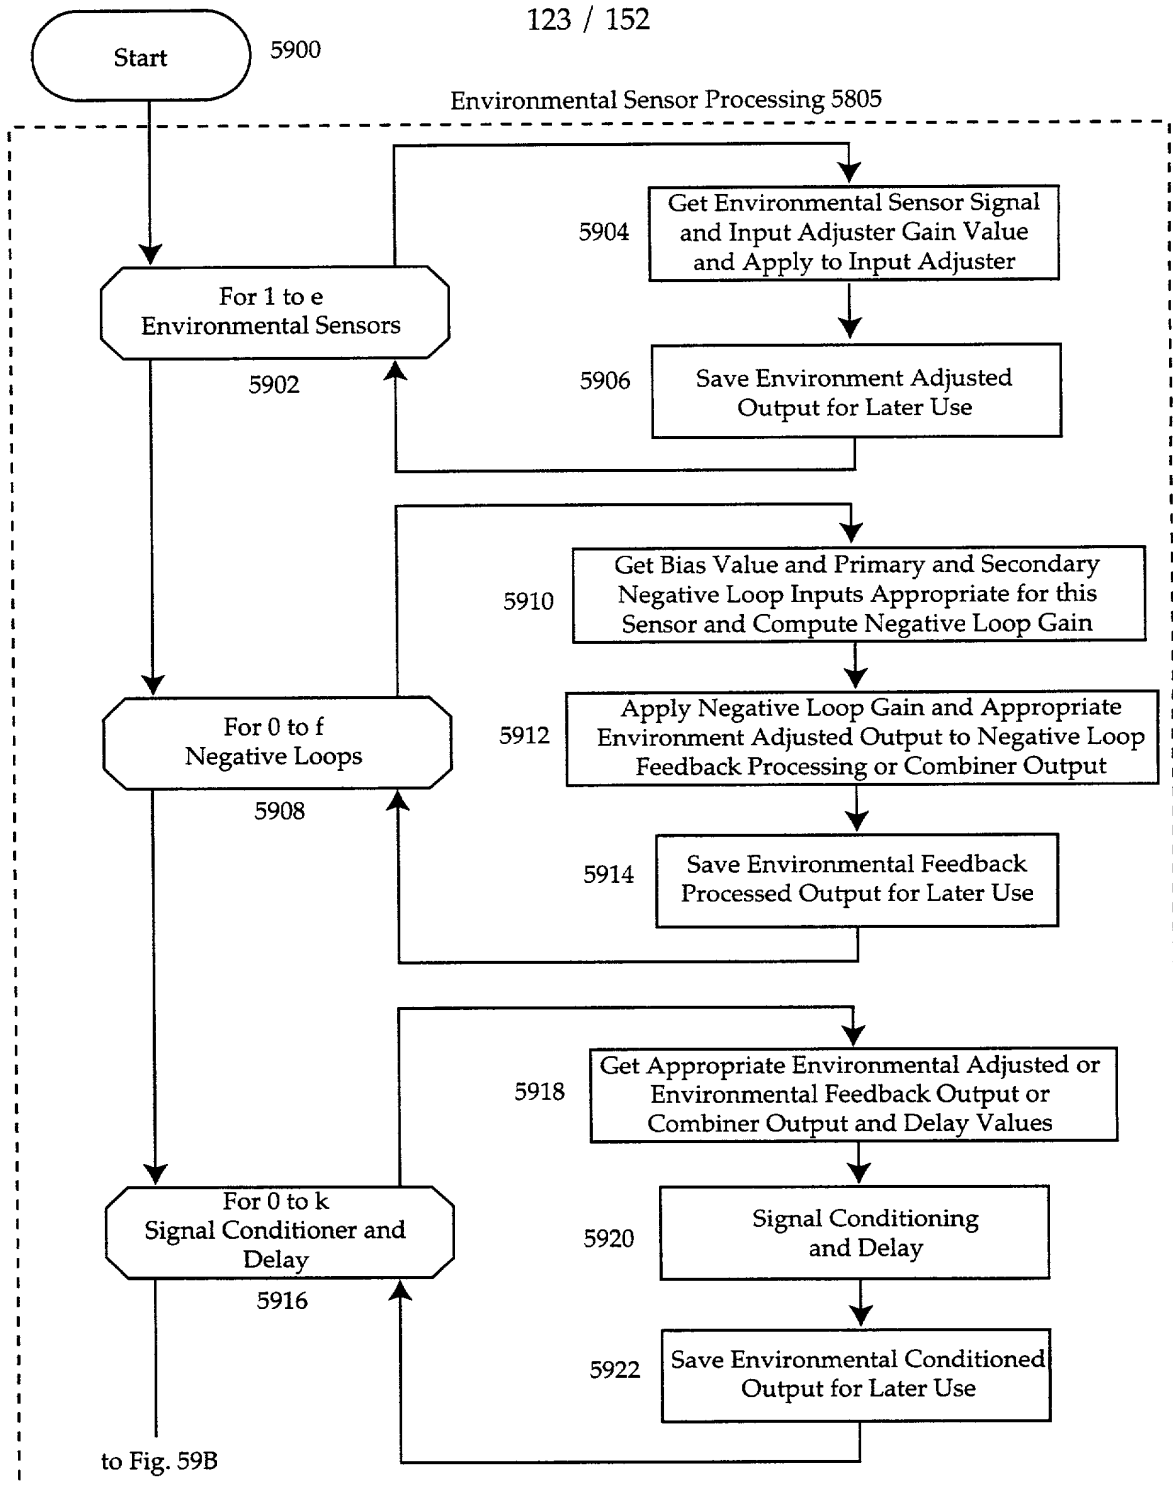 123 / 152
Start
5900
Environmental Sensor Processing 5805
5904
Get Environmental Sensor Signal
and Input Adjuster Gain Value
and Apply to Input Adjuster
For 1 to e
Environmental Sensors
5902
5906
Save Environment Adjusted
Output for Later Use
5910
Get Bias Value and Primary and Secondary
Negative Loop Inputs Appropriate for this
Sensor and Compute Negative Loop Gain
For 0 to f
Negative Loops
5908
5912
Apply Negative Loop Gain and Appropriate
Environment Adjusted Output to Negative Loop
Feedback Processing or Combiner Output
5914
Save Environmental Feedback
Processed Output for Later Use
5918
Get Appropriate Environmental Adjusted or
Environmental Feedback Output or
Combiner Output and Delay Values
For 0 to k
Signal Conditioner and
Delay
5916
5920
Signal Conditioning
and Delay
5922
Save Environmental Conditioned
Output for Later Use
to Fig. 59B